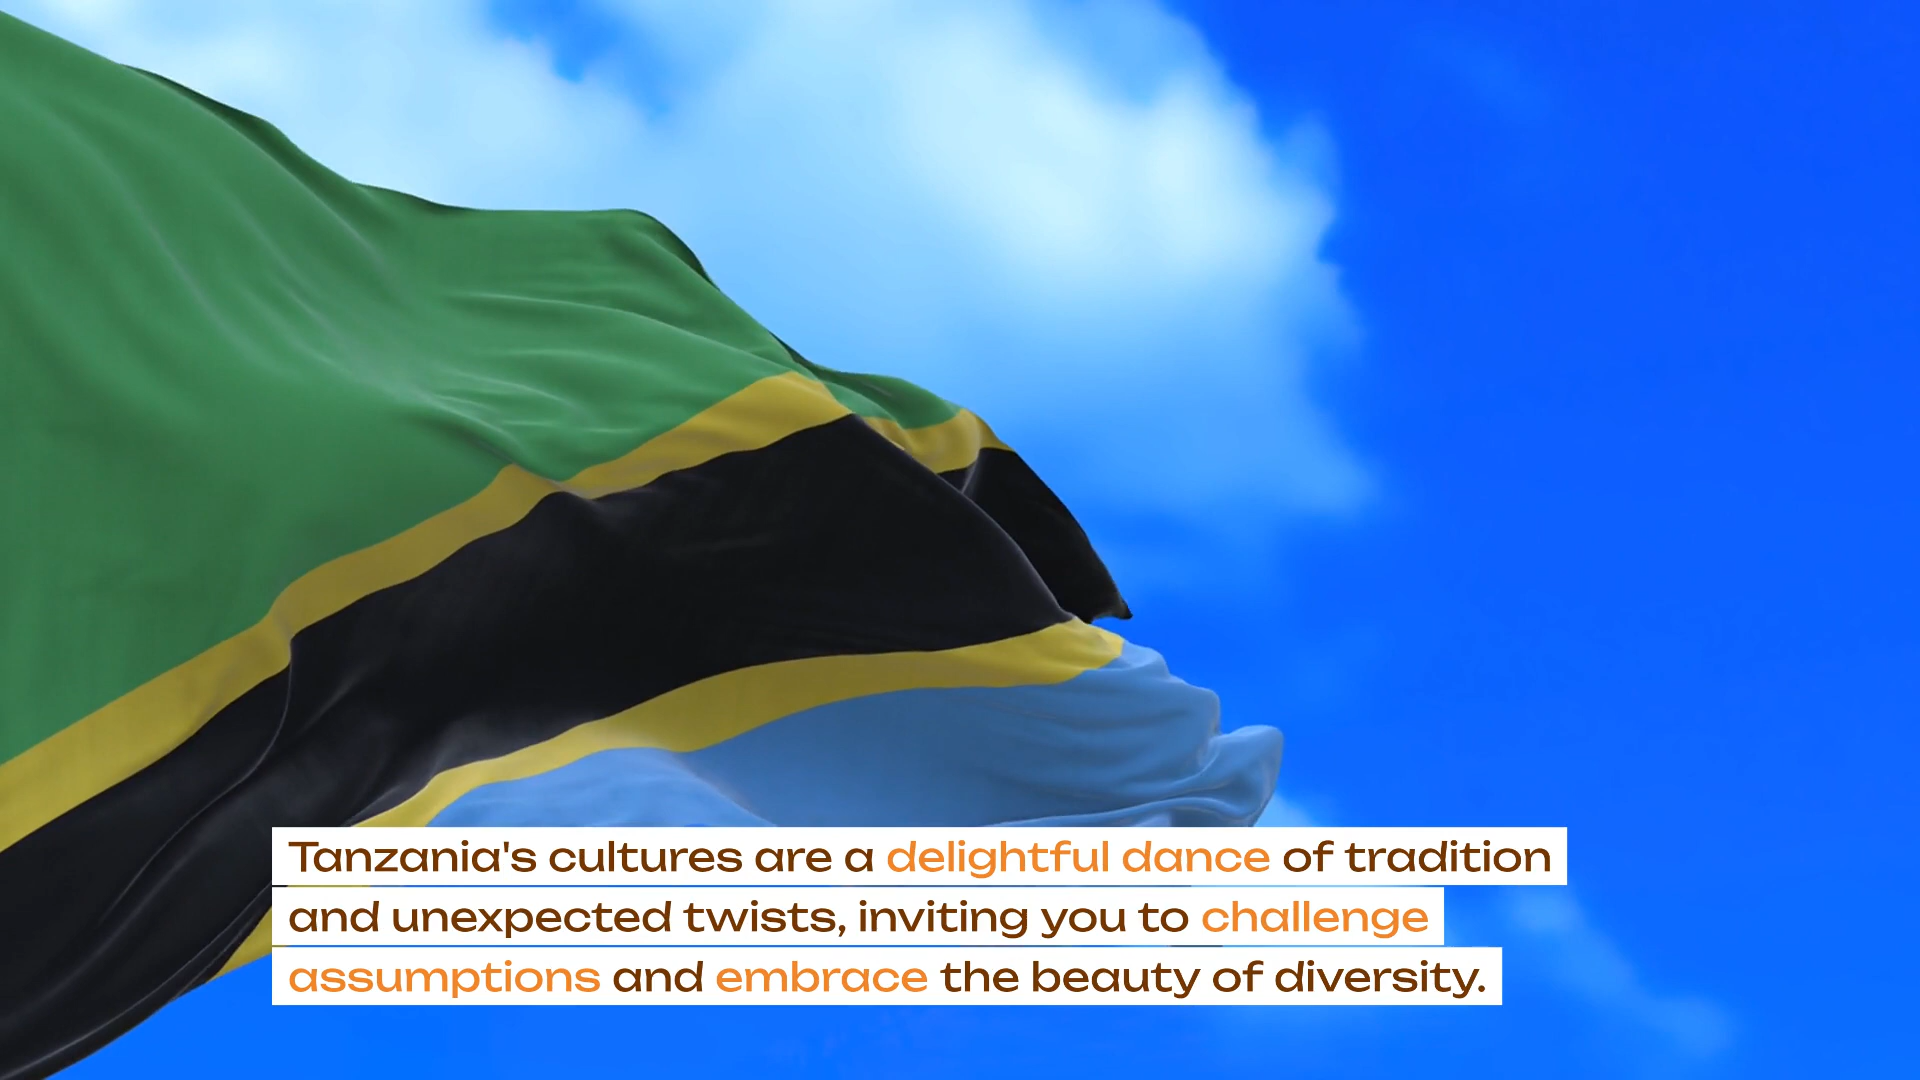 Tanzania's cultures are a delightful dance of tradition
and unexpected twists, inviting you to challenge
assumptions and embrace the beauty of diversity.